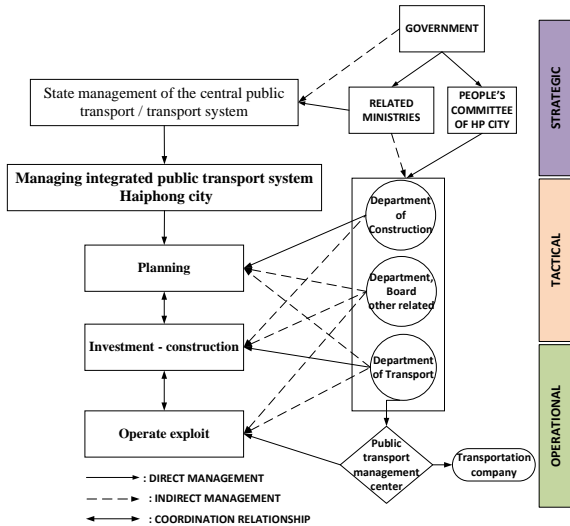 GOVERNMENT
State management of the central public
transport / transport system
RELATED
MINISTRIES
PEOPLE'S
COMMITTEE
OF HP CITY
STRATEGIC
Managing integrated public transport system
Haiphong city
Department
of
Construction
Planning
Department,
Board
other related
TACTICAL
Investment - construction
Department
of Transport
Operate exploit
Public
transport
management
center
Transportation
company
OPERATIONAL
: DIRECT MANAGEMENT
: INDIRECT MANAGEMENT
: COORDINATION RELATIONSHIP